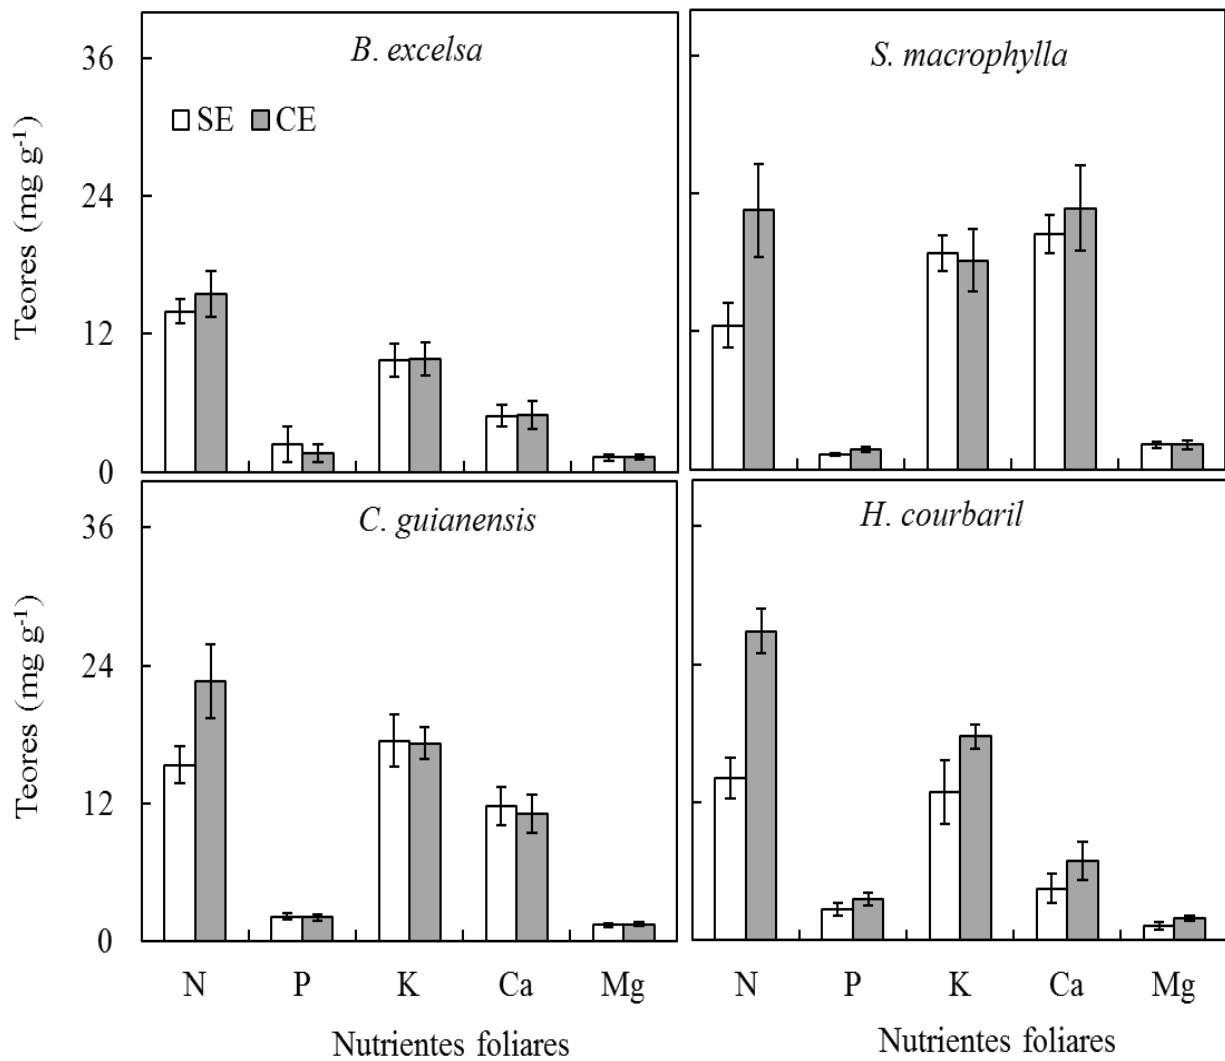 B. excelsa
S. macrophylla
SE CE
36
24
12
0
Teores (mg g-1)
C. guianensis
H. courbaril
36
24
12
0
Teores (mg g-1)
N P K Ca Mg
N P K Ca Mg
Nutrientes foliares
Nutrientes foliares